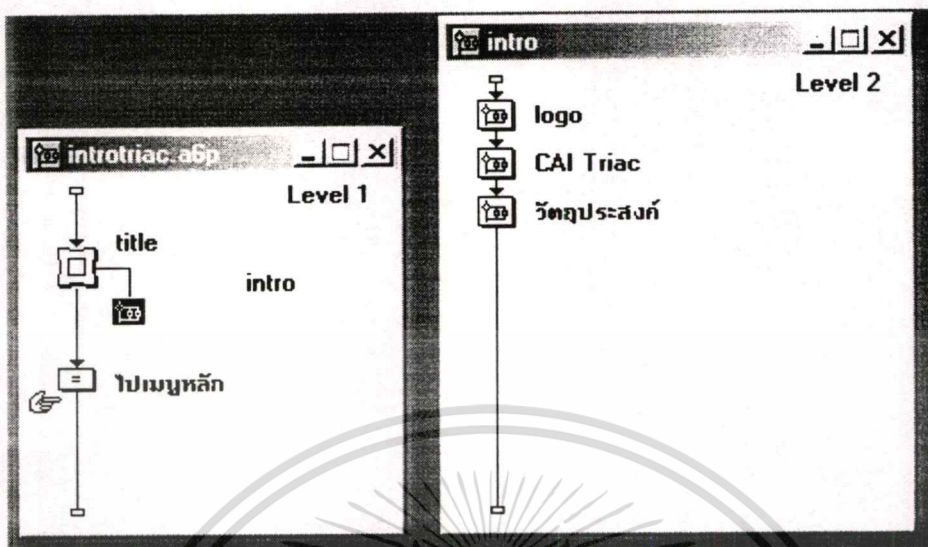 introtriac.a6p
Level 1
title
intro
=
ไปเมนูหลัก
intro
Level 2
logo
CAI Triac
วัตถุประสงค์